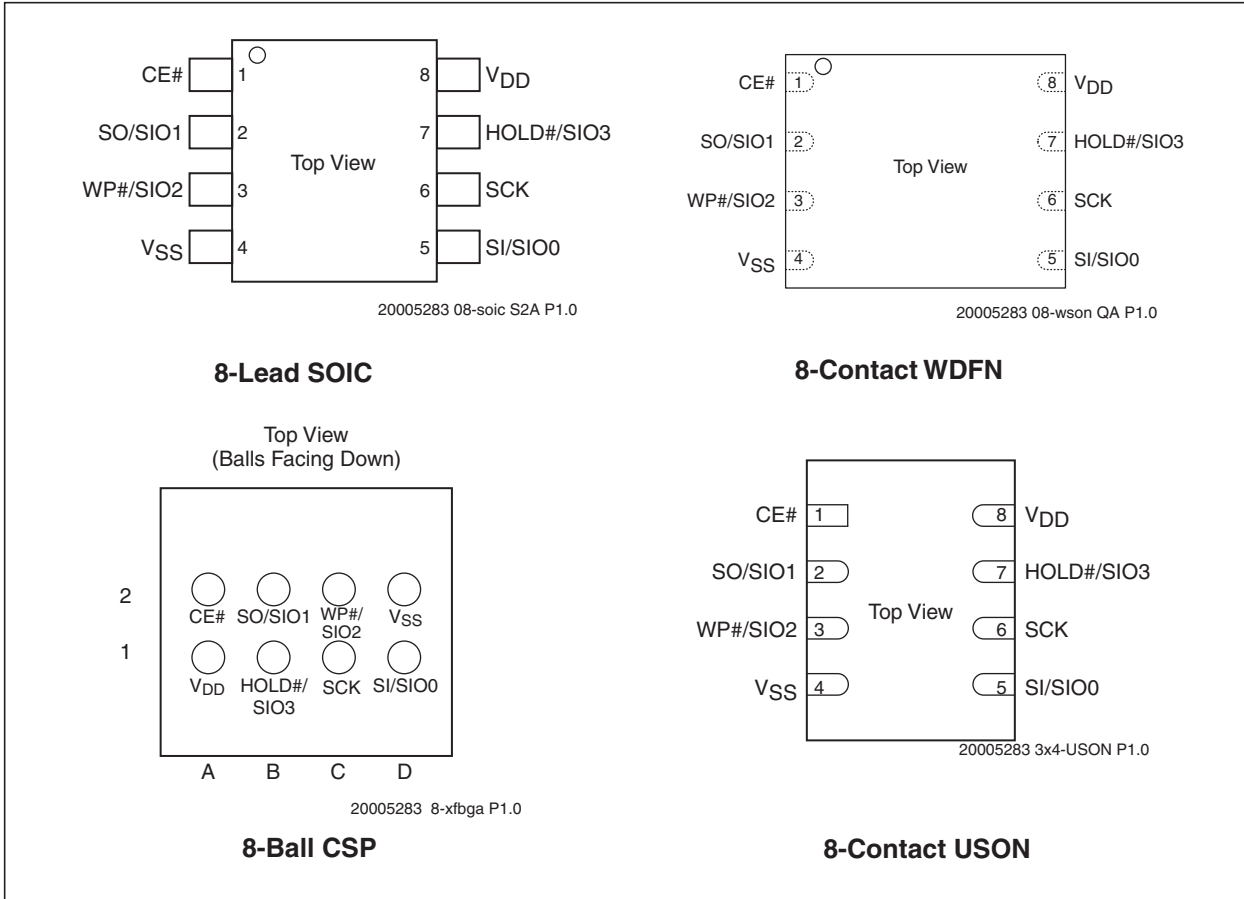 CE# 1 8 VDD
SO/SIO1 2 7 HOLD#/SIO3
Top View
WP#/SIO2 3 6 SCK
VSS 4 5 SI/SIO0
20005283 08-soic S2A P1.0
8-Lead SOIC
CE# 1 8 VDD
SO/SIO1 2 7 HOLD#/SIO3
Top View
WP#/SIO2 3 6 SCK
VSS 4 5 SI/SIO0
20005283 08-wson QA P1.0
8-Contact WDFN
Top View
(Balls Facing Down)
2
CE# SO/SIO1 WP#/ VSS
SIO2
1
VDD HOLD#/ SCK SI/SIO0
SIO3
A B C D
20005283 8-xfbga P1.0
8-Ball CSP
CE# 1 8 VDD
SO/SIO1 2 7 HOLD#/SIO3
Top View
WP#/SIO2 3 6 SCK
VSS 4 5 SI/SIO0
20005283 3x4-USON P1.0
8-Contact USON